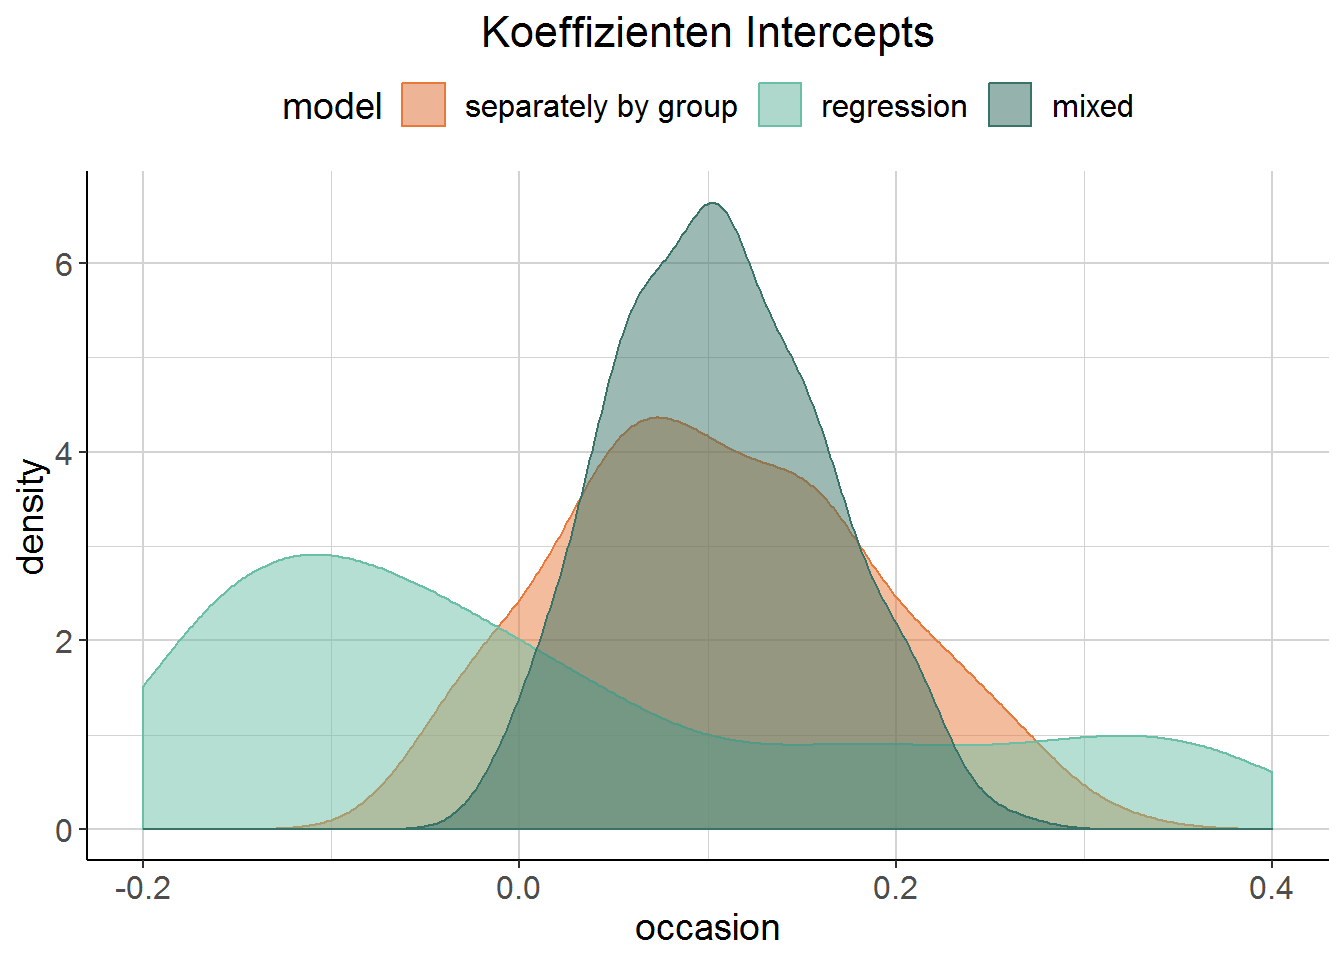 Koeffizienten Intercepts
model separately by group regression mixed
density
6
4
2
0
-0.2 0.0 0.2 0.4
occasion